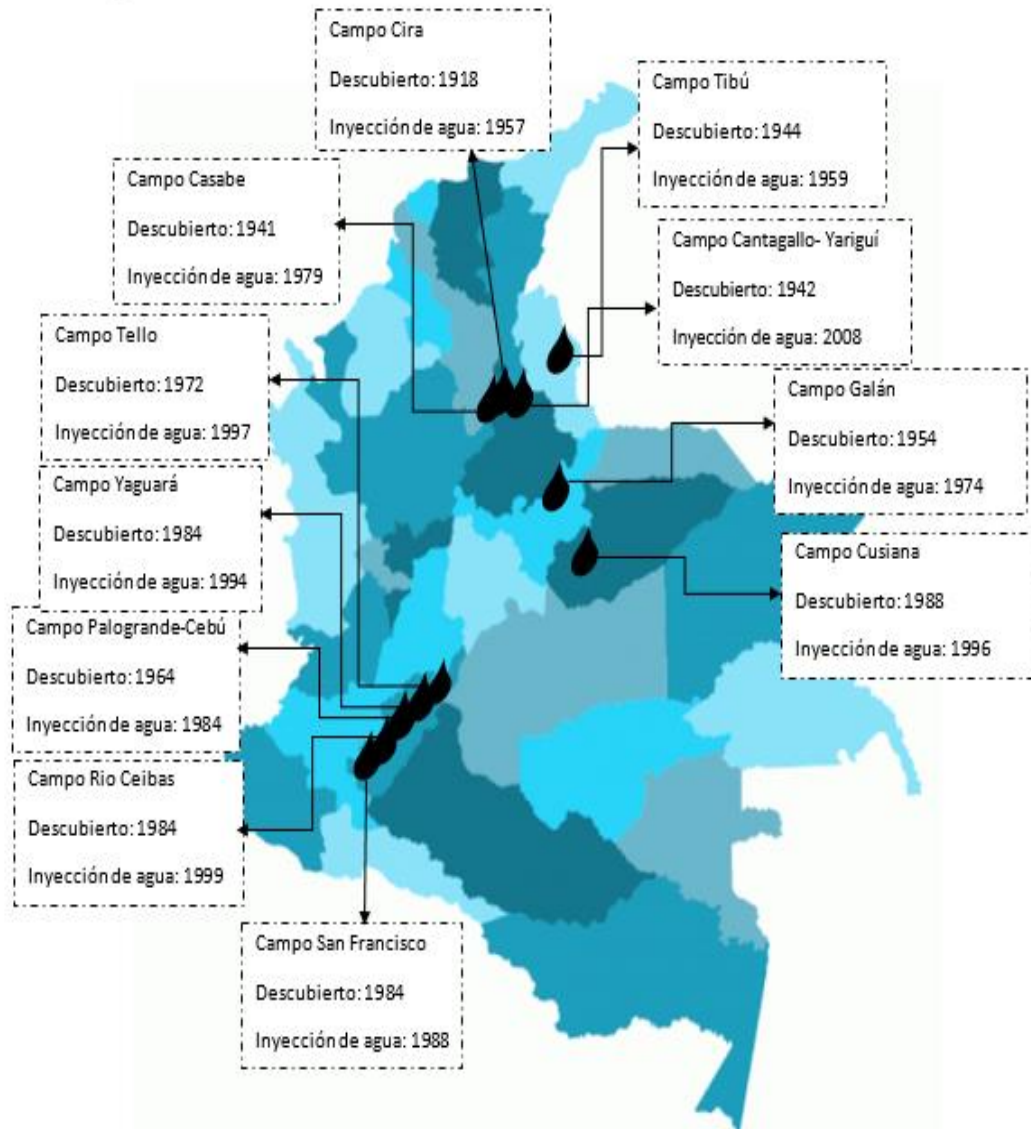 Campo Cira
Descubierto: 1918
Inyección de agua: 1957
Campo Tibú
Descubierto: 1944
Inyección de agua: 1959
Campo Casabe
Descubierto: 1941
Inyección de agua: 1979
Campo Cantagallo- Yariguí
Descubierto: 1942
Inyección de agua: 2008
Campo Tello
Descubierto: 1972
Inyección de agua: 1997
Campo Galán
Descubierto: 1954
Inyección de agua: 1974
Campo Yaguará
Descubierto: 1984
Inyección de agua: 1994
Campo Cusiana
Descubierto: 1988
Inyección de agua: 1996
Campo Palogrande-Cebú
Descubierto: 1964
Inyección de agua: 1984
Campo Rio Ceibas
Descubierto: 1984
Inyección de agua: 1999
Campo San Francisco
Descubierto: 1984
Inyección de agua: 1988